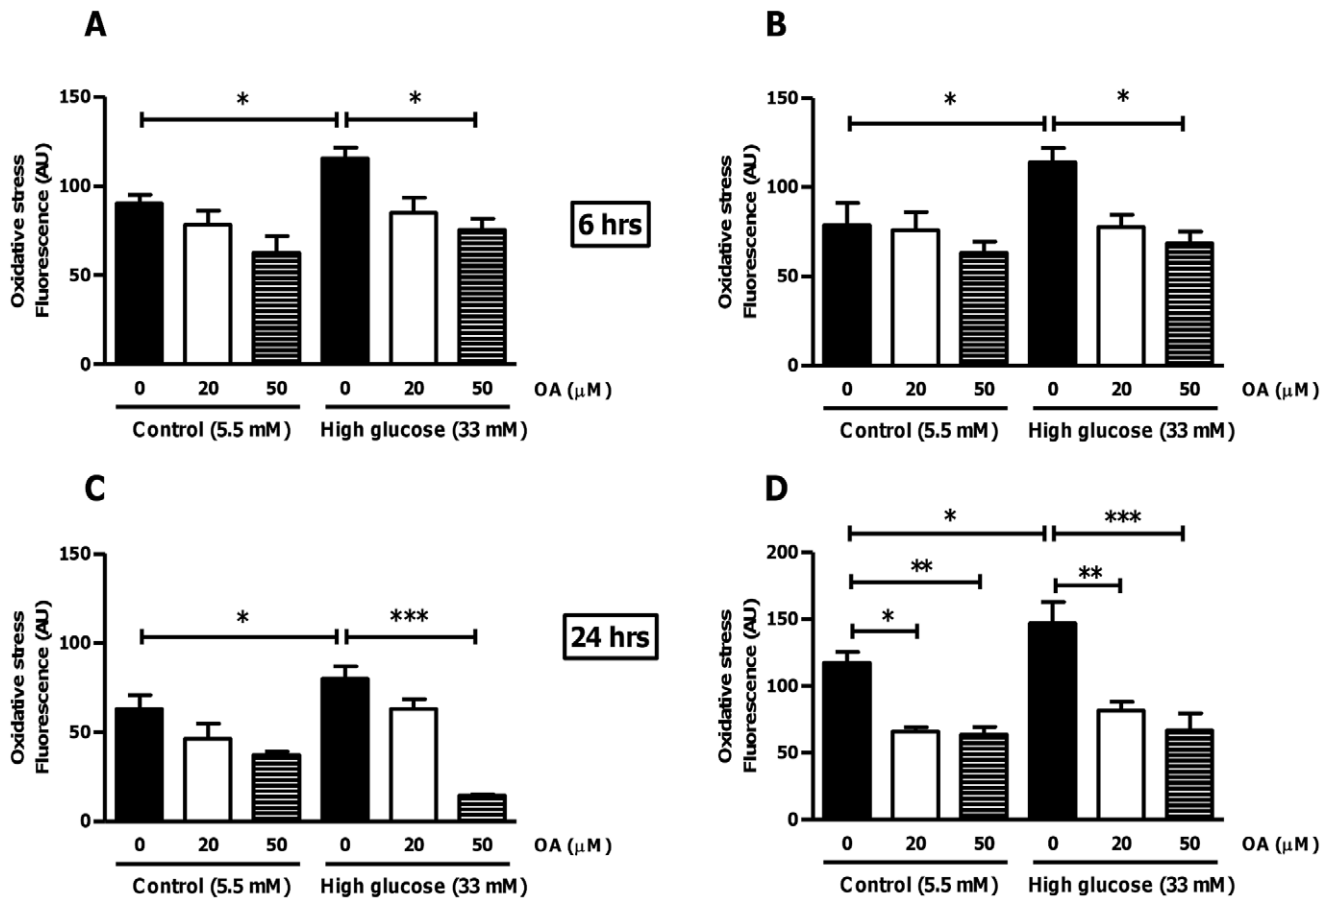 A
Oxidative stress
Fluorescence (AU)
150
100
50
0
*
*
0 20 50 0 20 50 OA (μM)
Control (5.5 mM) High glucose (33 mM)
6 hrs
B
Oxidative stress
Fluorescence (AU)
150
100
50
0
*
*
0 20 50 0 20 50 OA (μM)
Control (5.5 mM) High glucose (33 mM)
C
Oxidative stress
Fluorescence (AU)
150
100
50
0
*
***
0 20 50 0 20 50 OA (μM)
Control (5.5 mM) High glucose (33 mM)
24 hrs
D
Oxidative stress
Fluorescence (AU)
200
150
100
50
0
*
***
**
**
*
0 20 50 0 20 50 OA (μM)
Control (5.5 mM) High glucose (33 mM)